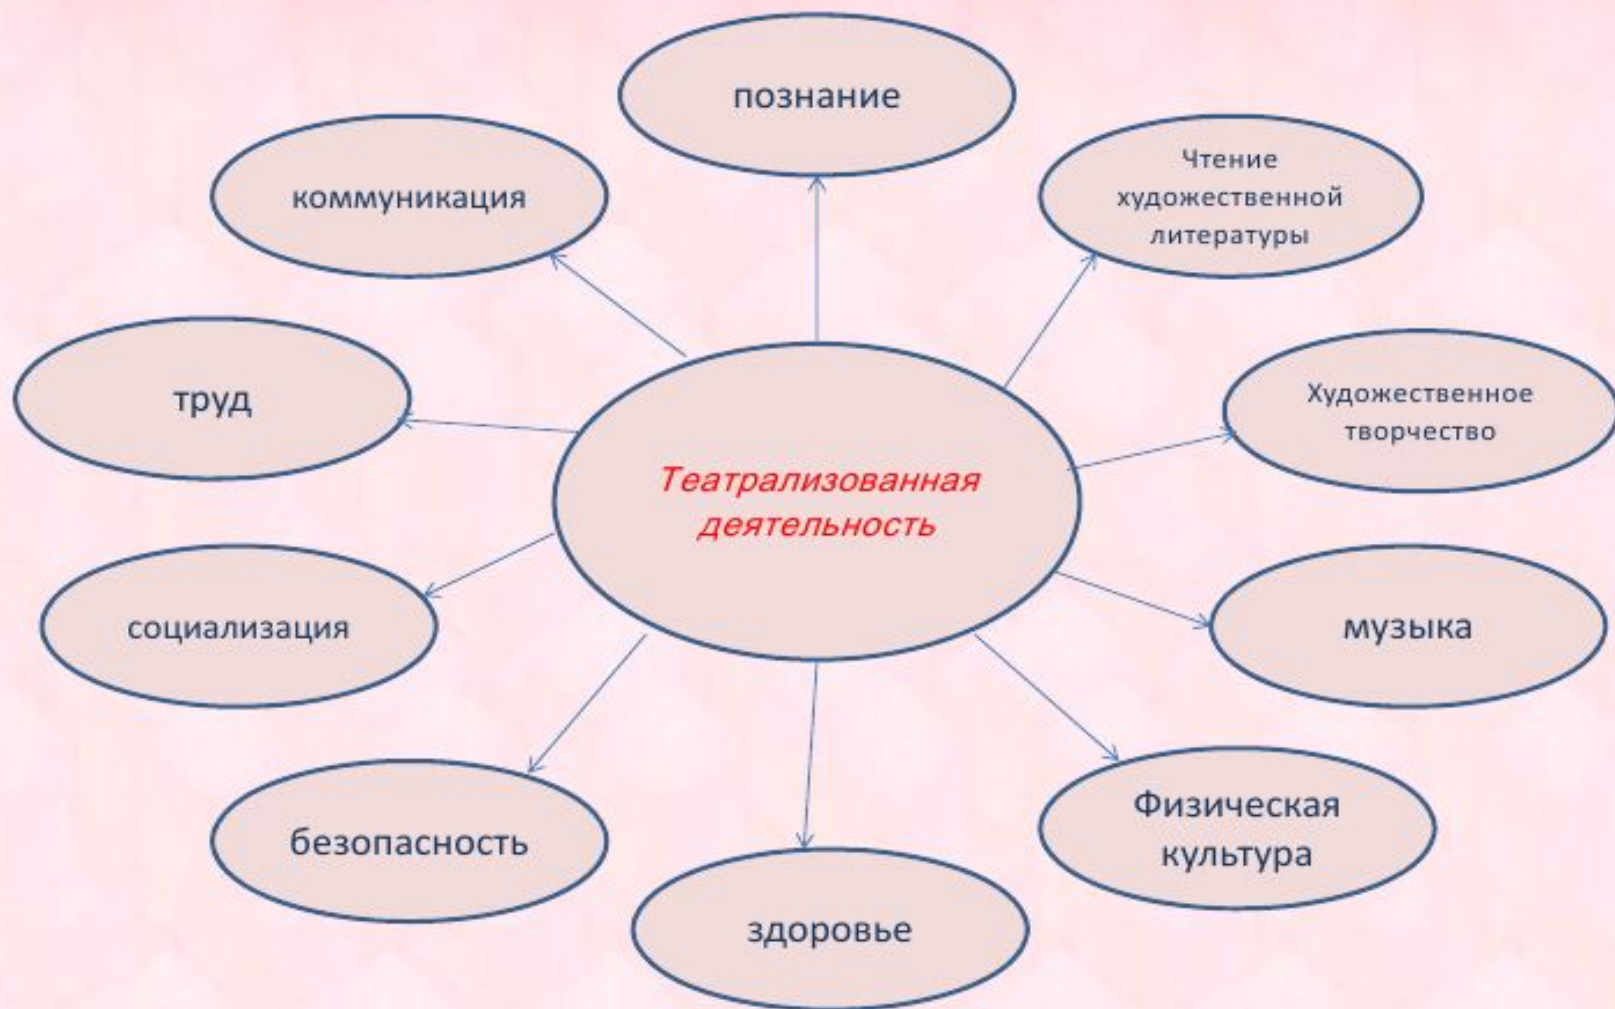 познание
коммуникация
Чтение
художественной
литературы
труд
Художественное
творчество
Театрализованная
деятельность
социализация
музыка
безопасность
Физическая
культура
здоровье